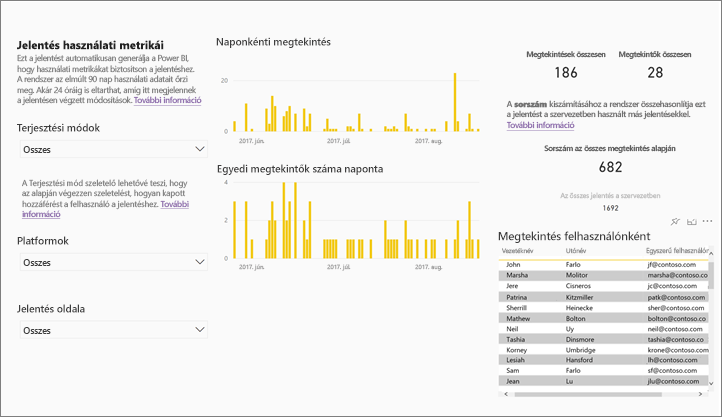 Jelentés használati metrikái
Ezt a jelentést automatikusan generálja a Power BI,
hogy használati metrikákat biztosítson a jelentéshez.
A rendszer az elmúlt 90 nap használati adatait őrzi
meg. Akár 24 óráig is eltarthat, amíg itt megjelennek
a jelentésen végzett módosítások. További információ
Terjesztési módok
Összes
A Terjesztési mód szeletelő lehetővé teszi, hogy
az alapján végezzen szeletelést, hogyan kapott
hozzáférést a felhasználó a jelentéshez. További
információ
Platformok
Összes
Jelentés oldala
Összes
Naponkénti megtekintés
20
0
2017. jún.
2017. júl.
2017. aug.
Egyedi megtekintők száma naponta
4
2
0
2017. jún.
2017. júl.
2017. aug.
Megtekintések összesen
Megtekintők összesen
186
28
A sorszám kiszámításához a rendszer összehasonlítja ezt
a jelentést a szervezetben használt más jelentésekkel.
További információ
Sorszám az összes megtekintés alapján
682
Az összes jelentés a szervezetben
1692
Megtekintés felhasználónként
Vezetéknév Utónév Egyszerű felhasználón
John Farlo jf@contoso.com
Marsha Molitor marsha@contoso.co
Jere Cisneros jc@contoso.com
Patrina Kitzmiller patk@contoso.com
Sherrill Heinecke sher@contoso.com
Mathew Bolton bolton@contoso.co
Neil Uy neil@contoso.com
Tashia Dinsmore tashia@contoso.co
Korney Umbridge krone@contoso.com
Lesiah Hansford lh@contoso.com
Sam Farlo sf@contoso.com
Jean Lu jlu@contoso.com